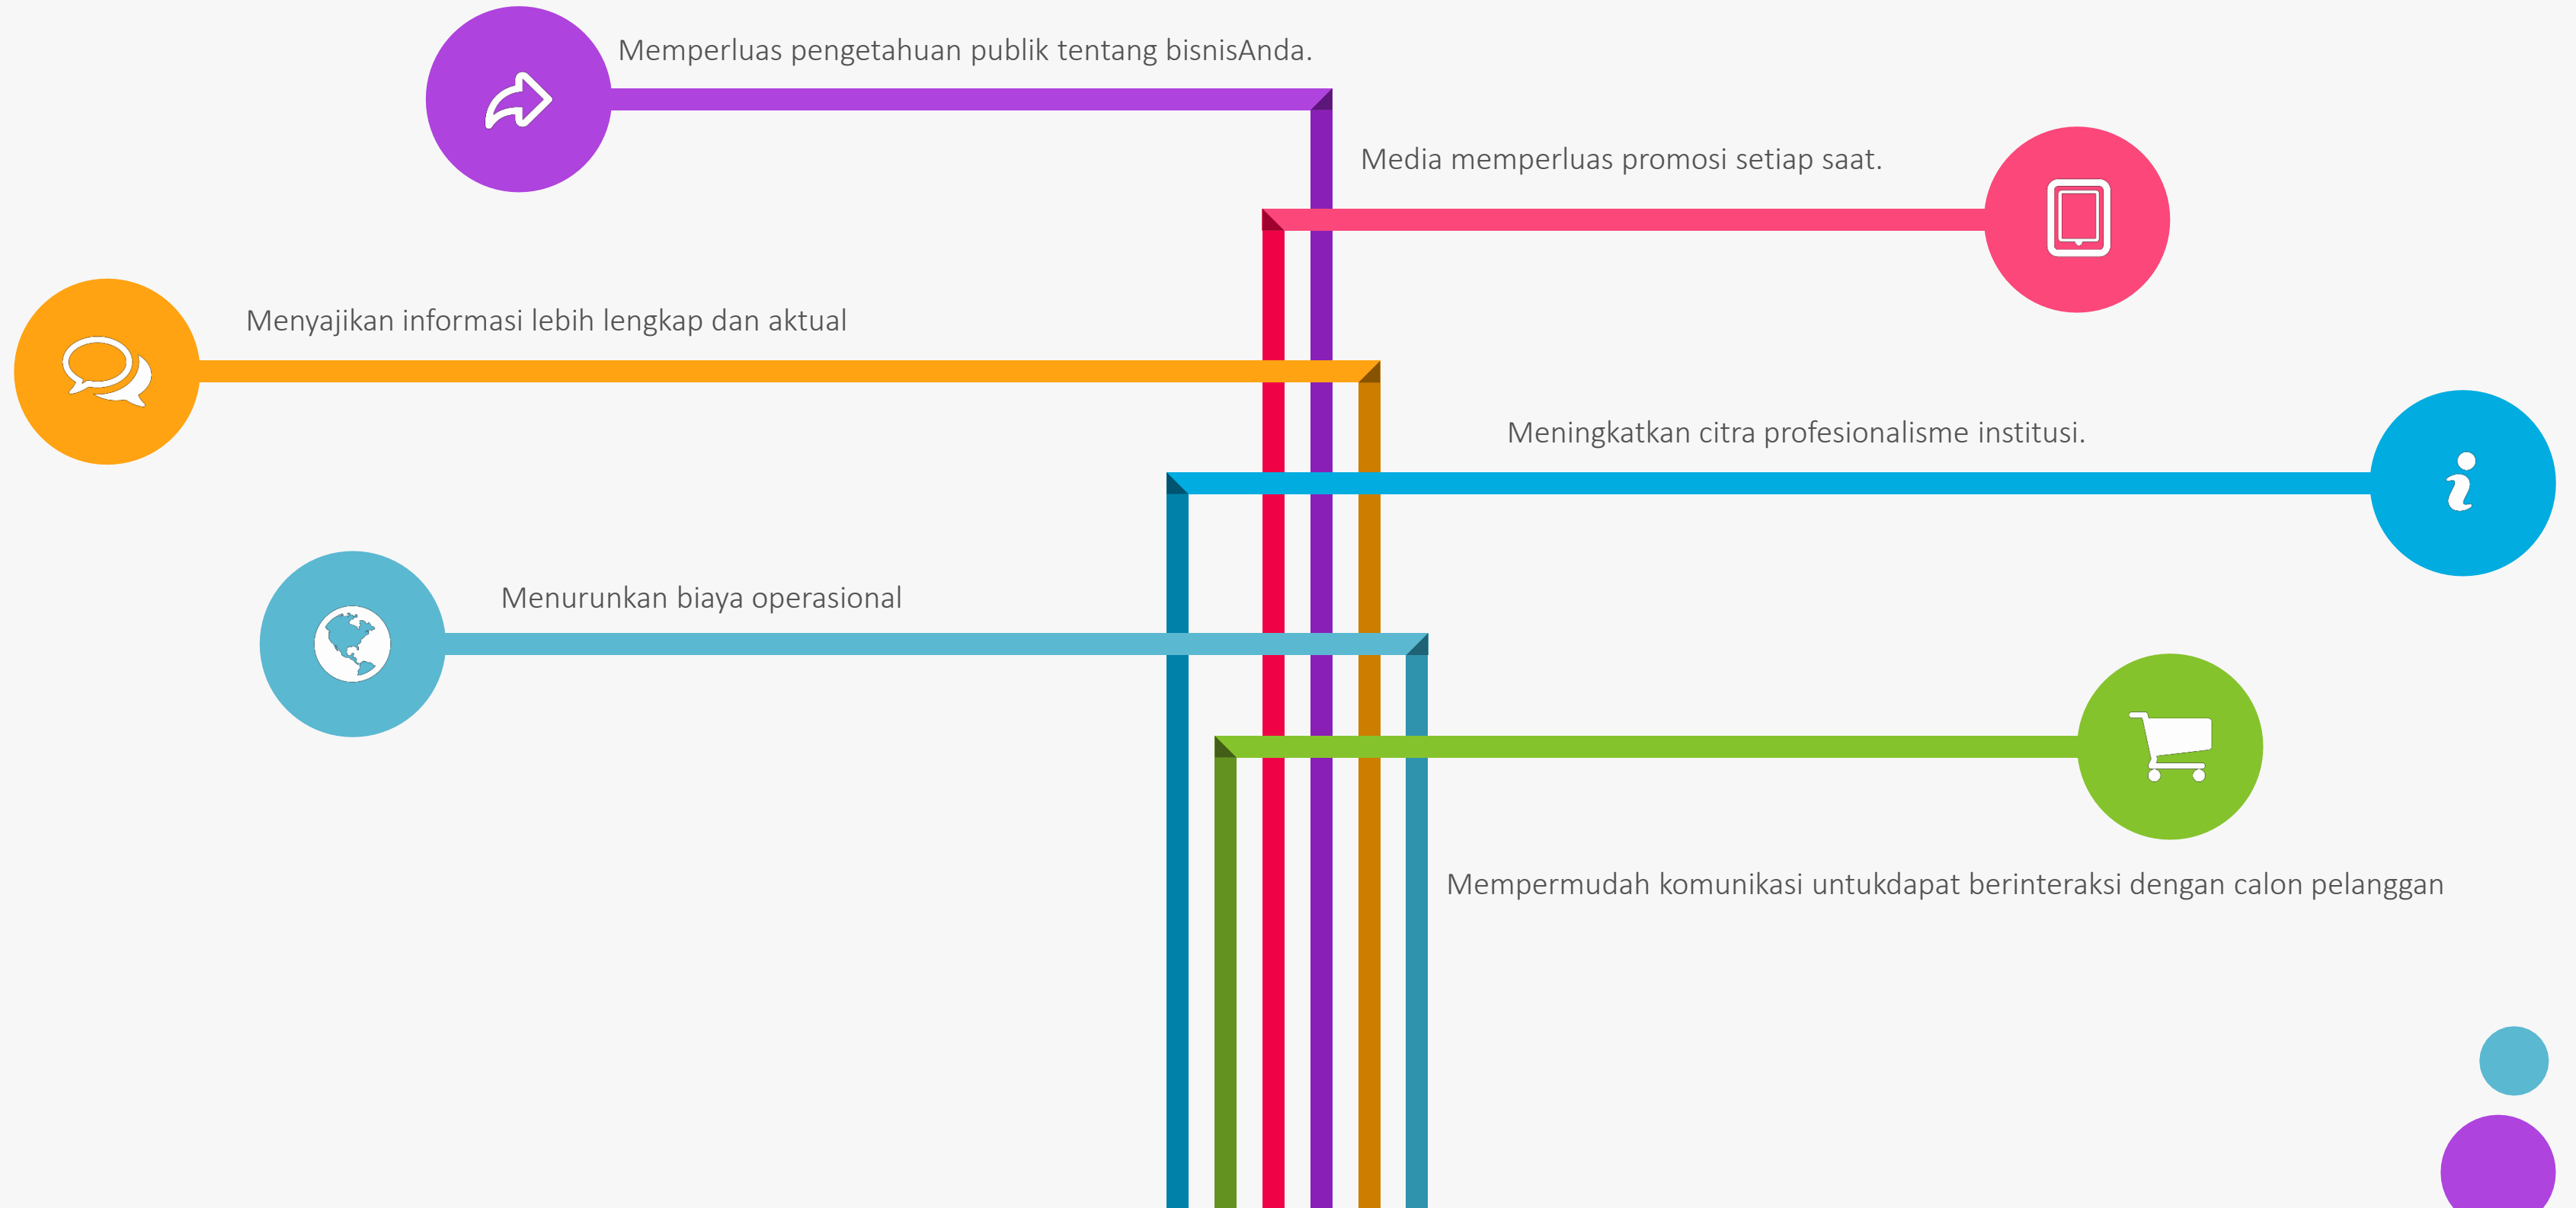 Memperluas pengetahuan publik tentang bisnisAnda.
Media memperluas promosi setiap saat.
Menyajikan informasi lebih lengkap dan aktual
Meningkatkan citra profesionalisme institusi.
Menurunkan biaya operasional
Mempermudah komunikasi untukdapat berinteraksi dengan calon pelanggan